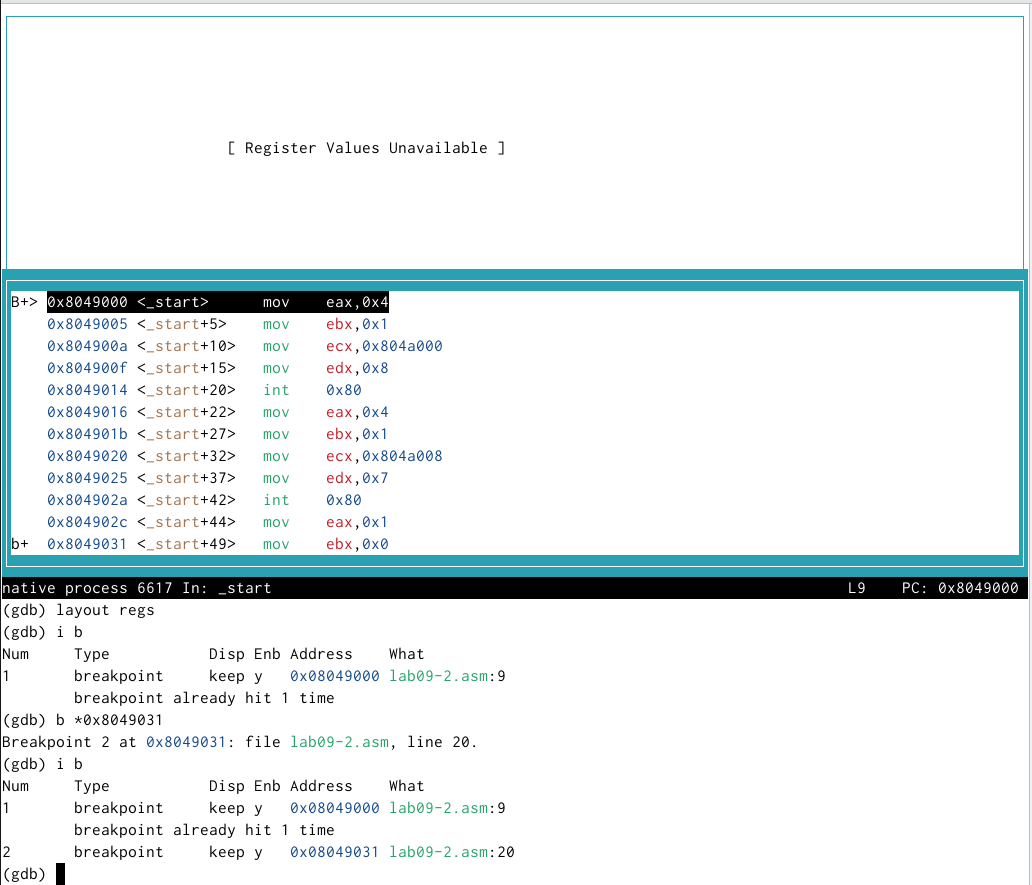 [ Register Values Unavailable ]
B+> 0x8049000 <_start>      mov    eax,0x4
    0x8049005 <_start+5>    mov    ebx,0x1
    0x804900a <_start+10>   mov    ecx,0x804a000
    0x804900f <_start+15>   mov    edx,0x8
    0x8049014 <_start+20>   int    0x80
    0x8049016 <_start+22>   mov    eax,0x4
    0x804901b <_start+27>   mov    ebx,0x1
    0x8049020 <_start+32>   mov    ecx,0x804a008
    0x8049025 <_start+37>   mov    edx,0x7
    0x804902a <_start+42>   int    0x80
    0x804902c <_start+44>   mov    eax,0x1
b+  0x8049031 <_start+49>   mov    ebx,0x0
native process 6617 In: _start                                                                L9    PC: 0x8049000
(gdb) layout regs
(gdb) i b
Num     Type           Disp Enb Address    What
1       breakpoint     keep y   0x08049000 lab09-2.asm:9
        breakpoint already hit 1 time
(gdb) b *0x8049031
Breakpoint 2 at 0x8049031: file lab09-2.asm, line 20.
(gdb) i b
Num     Type           Disp Enb Address    What
1       breakpoint     keep y   0x08049000 lab09-2.asm:9
        breakpoint already hit 1 time
2       breakpoint     keep y   0x08049031 lab09-2.asm:20
(gdb)